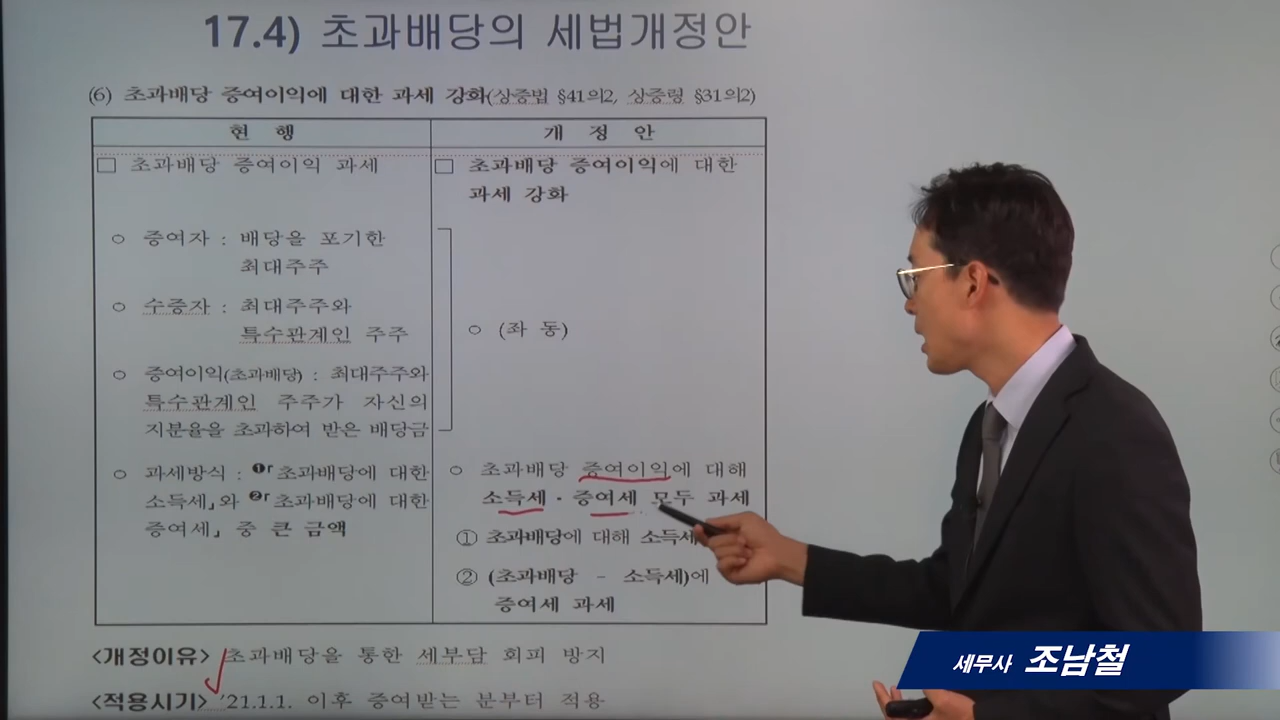 17.4) 초과배당의 세법개정안
(6) 초과배당 증여이익에 대한 과세 강화(상증법 §41의2, 상증령 §31의2)
현 행
개 정 안
□ 초과배당 증여이익 과세
○ 증여자 : 배당을 포기한
최대주주
○ 수증자 : 최대주주와
특수관계인 주주
○ 증여이익(초과배당) : 최대주주와
특수관계인 주주가 자신의
지분율을 초과하여 받은 배당금
○ 과세방식 : ❶「초과배당에 대한
소득세」와 ❷「초과배당에 대한
증여세」 중 큰 금액
□ 초과배당 증여이익에 대한
과세 강화
○ (좌 동)
○ 초과배당 증여이익에 대해
소득세·증여세 모두 과세
① 초과배당에 대해 소득세
② (초과배당 - 소득세)에
증여세 과세
<개정이유> 초과배당을 통한 세부담 회피 방지
<적용시기> '21.1.1. 이후 증여받는 분부터 적용
세무사 조남철